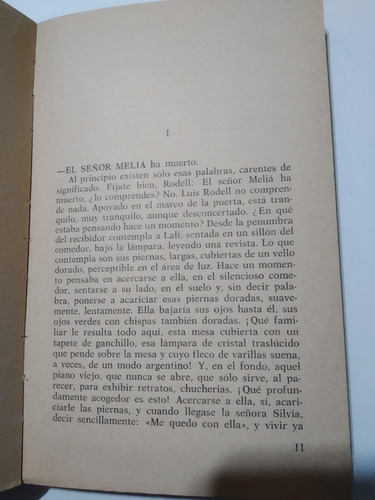 I
—EL SEÑOR MELIÁ ha muerto.
Al principio existen sólo esas palabras, carentes de
significado. Fíjate bien, Rodell: El señor Meliá ha
muerto. ¿lo comprendes? No. Luis Rodell no compren-
de nada. Apoyado en el marco de la puerta, está tran-
quilo, muy tranquilo, aunque desconcertado. ¿En qué
estaba pensando hace un momento? Desde la penumbra
del recibidor contempla a Lali, sentada en un sillón del
comedor, bajo la lámpara, leyendo una revista. Lo que
contempla son sus piernas, largas, cubiertas de un vello
dorado, perceptible en el área de luz. Hace un momen-
to pensaba en acercarse a ella, en el silencioso come-
dor, sentarse a su lado, en el suelo y, sin decir pala-
bra, ponerse a acariciar esas piernas doradas, suave-
mente, lentamente. Ella bajaría sus ojos hasta él, sus
ojos verdes con chispas también doradas. ¡Qué fami-
liar le resulta todo aquí, esta mesa cubierta con un
tapete de ganchillo, esa lámpara de cristal traslúcido
que pende sobre la mesa y cuyo fleco de varillas suena,
a veces, de un modo argentino! Y, en el fondo, aquel
piano viejo, que nunca se abre, que sólo sirve, al pa-
recer, para exhibir retratos, chucherías. ¡Qué profun-
damente acogedor es esto! Acercarse a ella, sí, acari-
ciarle las piernas, y cuando llegase la señora Silvia,
decir sencillamente: «Me quedo con ella», y vivir ya
11